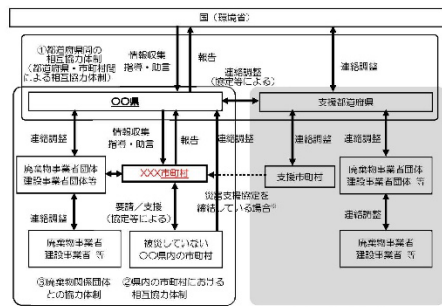 国（環境省）
①都道府県間の
相互協力体制
（都道府県・市町村間
による相互協力体制）
情報収集
指導・助言
報告
連絡調整
（協定等による）
連絡調整
〇〇県
支援都道府県
連絡調整
情報収集
指導・助言
報告
連絡調整
連絡調整
連絡調整
廃棄物事業者団体
建設事業者団体 等
XXX市町村
災害支援協定を
締結している場合
支援市町村
廃棄物事業者団体
建設事業者団体 等
連絡調整
要請／支援
（協定等による）
連絡調整
廃棄物事業者
建設事業者 等
被災していない
〇〇県内の市町村
廃棄物事業者
建設事業者 等
③廃棄物関係団体
との協力体制
②県内の市町村における
相互協力体制